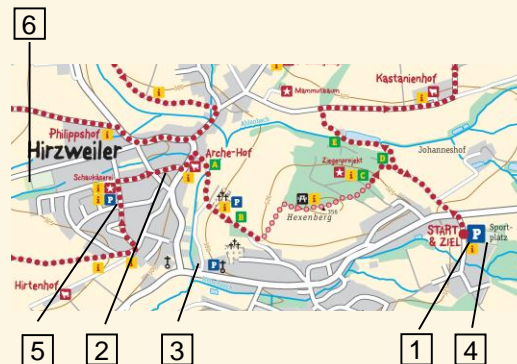 6
Mammutbaum
Kastanienhof
i
i
Philippshof i
Hirzweiler
Arche-Hof
A
E
Johanneshof
Schaukäserei
Ziegenprojekt
D
i
C
i
i
P
i
P
B
i
Hexenberg
START
& ZIEL
P
Sport-
platz
i
Hirtenhof
i
i
P
5
2
3
1
4